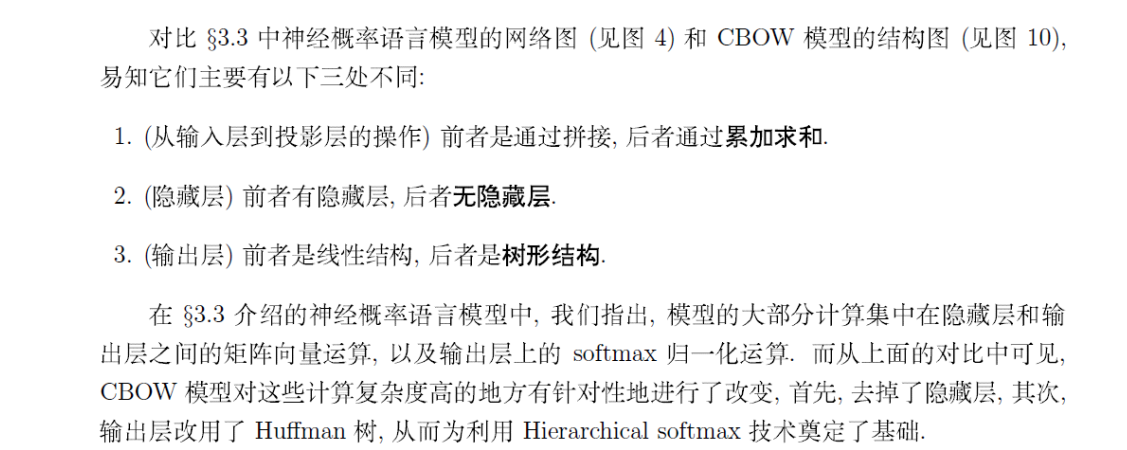 对比 §3.3 中神经概率语言模型的网络图 (见图 4) 和 CBOW 模型的结构图 (见图 10),
易知它们主要有以下三处不同:
1. (从输入层到投影层的操作) 前者是通过拼接, 后者通过累加求和.
2. (隐藏层) 前者有隐藏层, 后者无隐藏层.
3. (输出层) 前者是线性结构, 后者是树形结构.
在 §3.3 介绍的神经概率语言模型中, 我们指出, 模型的大部分计算集中在隐藏层和输
出层之间的矩阵向量运算, 以及输出层上的 softmax 归一化运算. 而从上面的对比中可见,
CBOW 模型对这些计算复杂度高的地方有针对性地进行了改变, 首先, 去掉了隐藏层, 其次,
输出层改用了 Huffman 树, 从而为利用 Hierarchical softmax 技术奠定了基础.